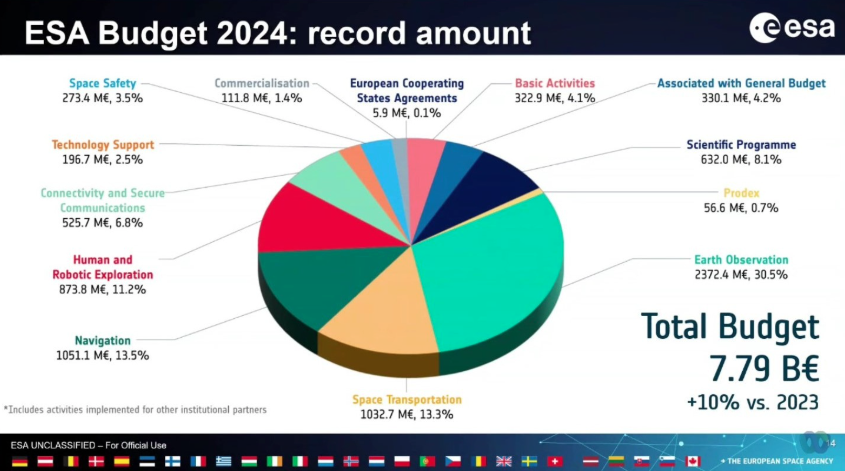 ESA Budget 2024: record amount
esa
Space Safety
273.4 M€, 3.5%
Commercialisation
111.8 M€, 1.4%
European Cooperating
States Agreements
5.9 M€, 0.1%
Basic Activities
322.9 M€, 4.1%
Associated with General Budget
330.1 M€, 4.2%
Technology Support
196.7 M€, 2.5%
Scientific Programme
632.0 M€, 8.1%
Connectivity and Secure
Communications
525.7 M€, 6.8%
Prodex
56.6 M€, 0.7%
Human and
Robotic Exploration
873.8 M€, 11.2%
Earth Observation
2372.4 M€, 30.5%
Navigation
1051.1 M€, 13.5%
Space Transportation
1032.7 M€, 13.3%
Total Budget
7.79 B€
+10% vs. 2023
*Includes activities implemented for other institutional partners
ESA UNCLASSIFIED – For Official Use
THE EUROPEAN SPACE AGENCY